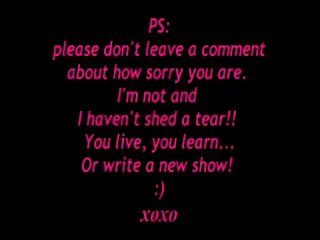 PS:
please don't leave a comment
about how sorry you are.
I'm not and
I haven't shed a tear!!
You live, you learn...
Or write a new show!
:)
xoxo